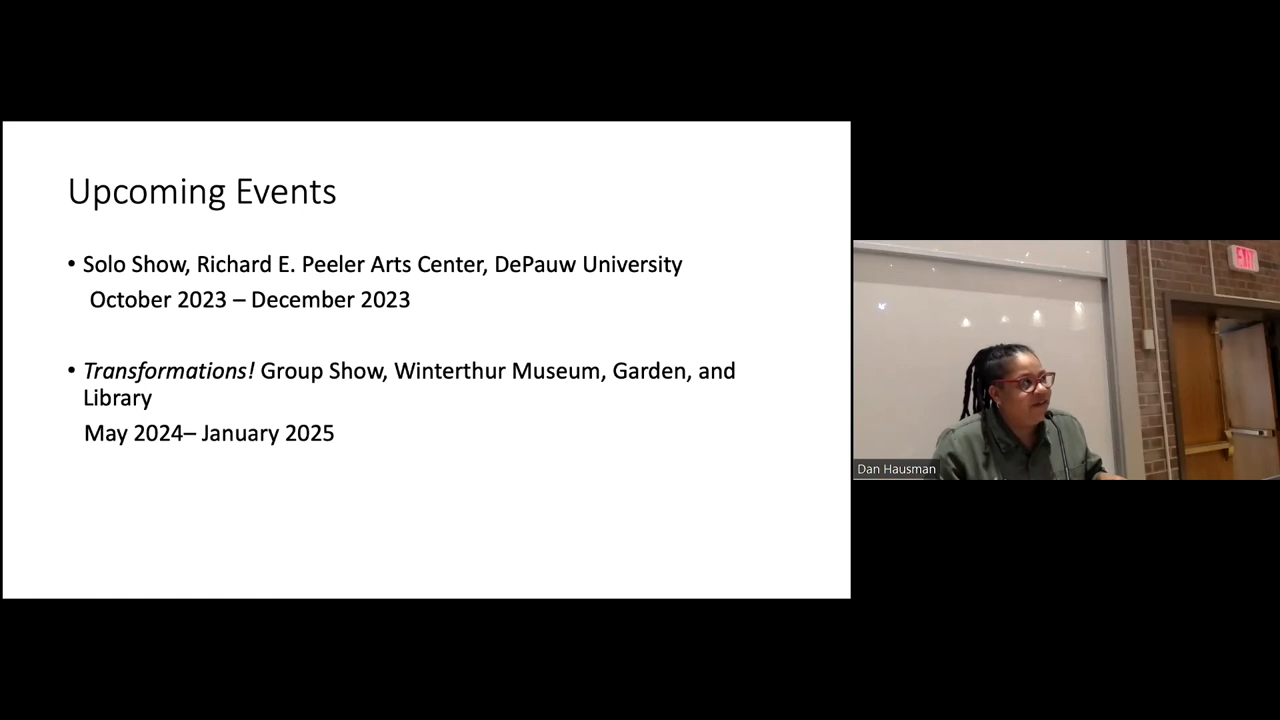 Upcoming Events
• Solo Show, Richard E. Peeler Arts Center, DePauw University
October 2023 – December 2023
• Transformations! Group Show, Winterthur Museum, Garden, and
Library
May 2024– January 2025
EXIT
Dan Hausman